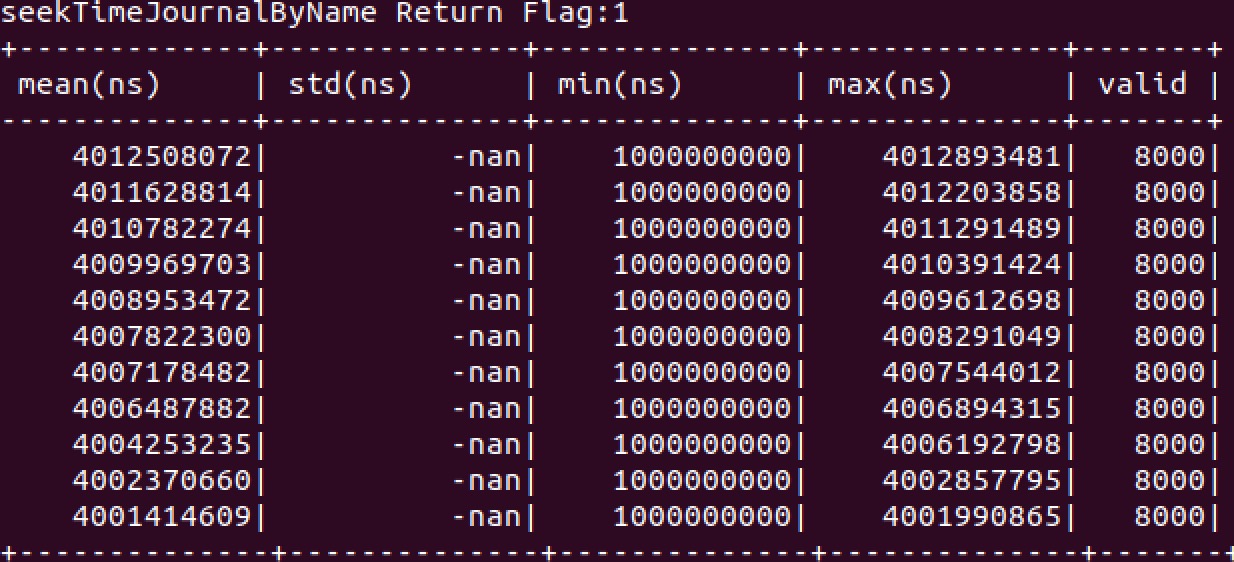 seekTimeJournalByName Return Flag:1
+-------------+-------------+-------------+-------------+-------+
 mean(ns)     | std(ns)      | min(ns)      | max(ns)      | valid |
-------------+-------------+-------------+-------------+-------+
4012508072| -nan| 1000000000| 4012893481| 8000|
4011628814| -nan| 1000000000| 4012203858| 8000|
4010782274| -nan| 1000000000| 4011291489| 8000|
4009969703| -nan| 1000000000| 4010391424| 8000|
4008953472| -nan| 1000000000| 4009612698| 8000|
4007822300| -nan| 1000000000| 4008291049| 8000|
4007178482| -nan| 1000000000| 4007544012| 8000|
4006487882| -nan| 1000000000| 4006894315| 8000|
4004253235| -nan| 1000000000| 4006192798| 8000|
4002370660| -nan| 1000000000| 4002857795| 8000|
4001414609| -nan| 1000000000| 4001990865| 8000|
+--------------+-------------+-------------+-------------+-------+